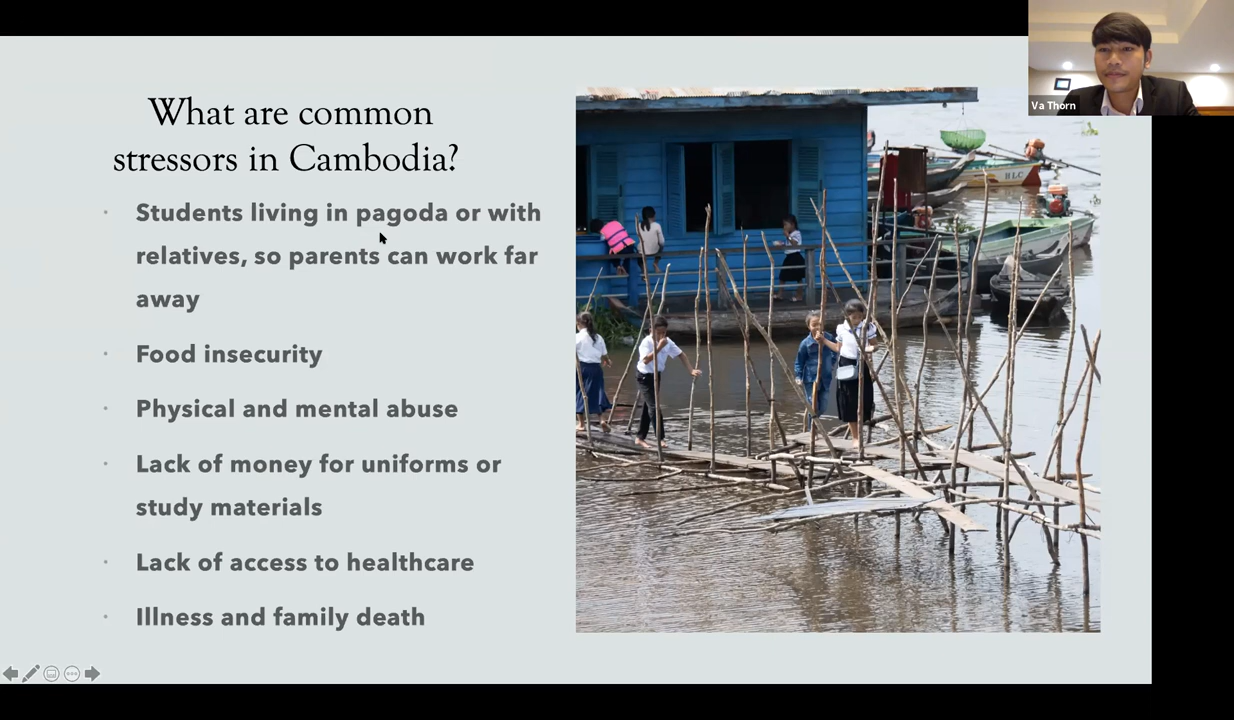 What are common
stressors in Cambodia?
· Students living in pagoda or with
relatives, so parents can work far
away
· Food insecurity
· Physical and mental abuse
· Lack of money for uniforms or
study materials
· Lack of access to healthcare
· Illness and family death
Va Thorn
HLC